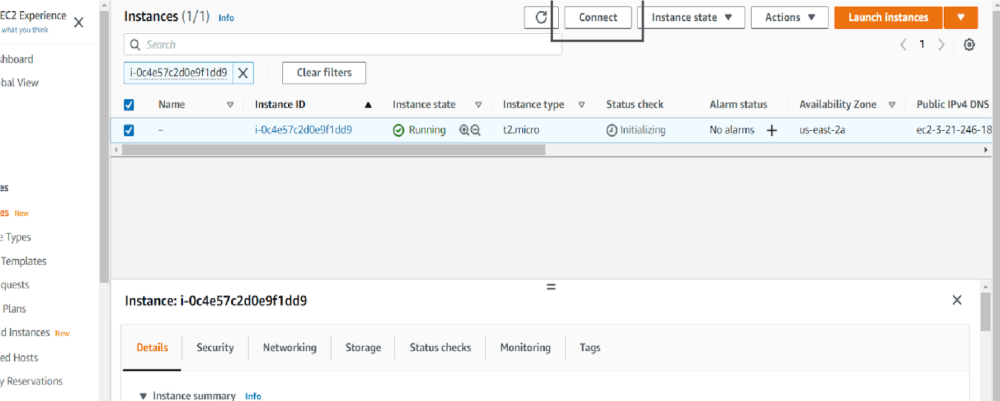 EC2 Experience
what you think
shboard
bal View
es
es New
e Types
Templates
quests
Plans
d Instances New
ed Hosts
y Reservations
Instances (1/1) Info
Connect
Instance state
Actions
Launch instances
Search
1
i-0c4e57c2d0e9f1dd9
Clear filters
Name Instance ID Instance state Instance type Status check Alarm status Availability Zone Public IPv4 DNS
– i-0c4e57c2d0e9f1dd9 Running t2.micro Initializing No alarms + us-east-2a ec2-3-21-246-18
Instance: i-0c4e57c2d0e9f1dd9
Details Security Networking Storage Status checks Monitoring Tags
Instance summary Info